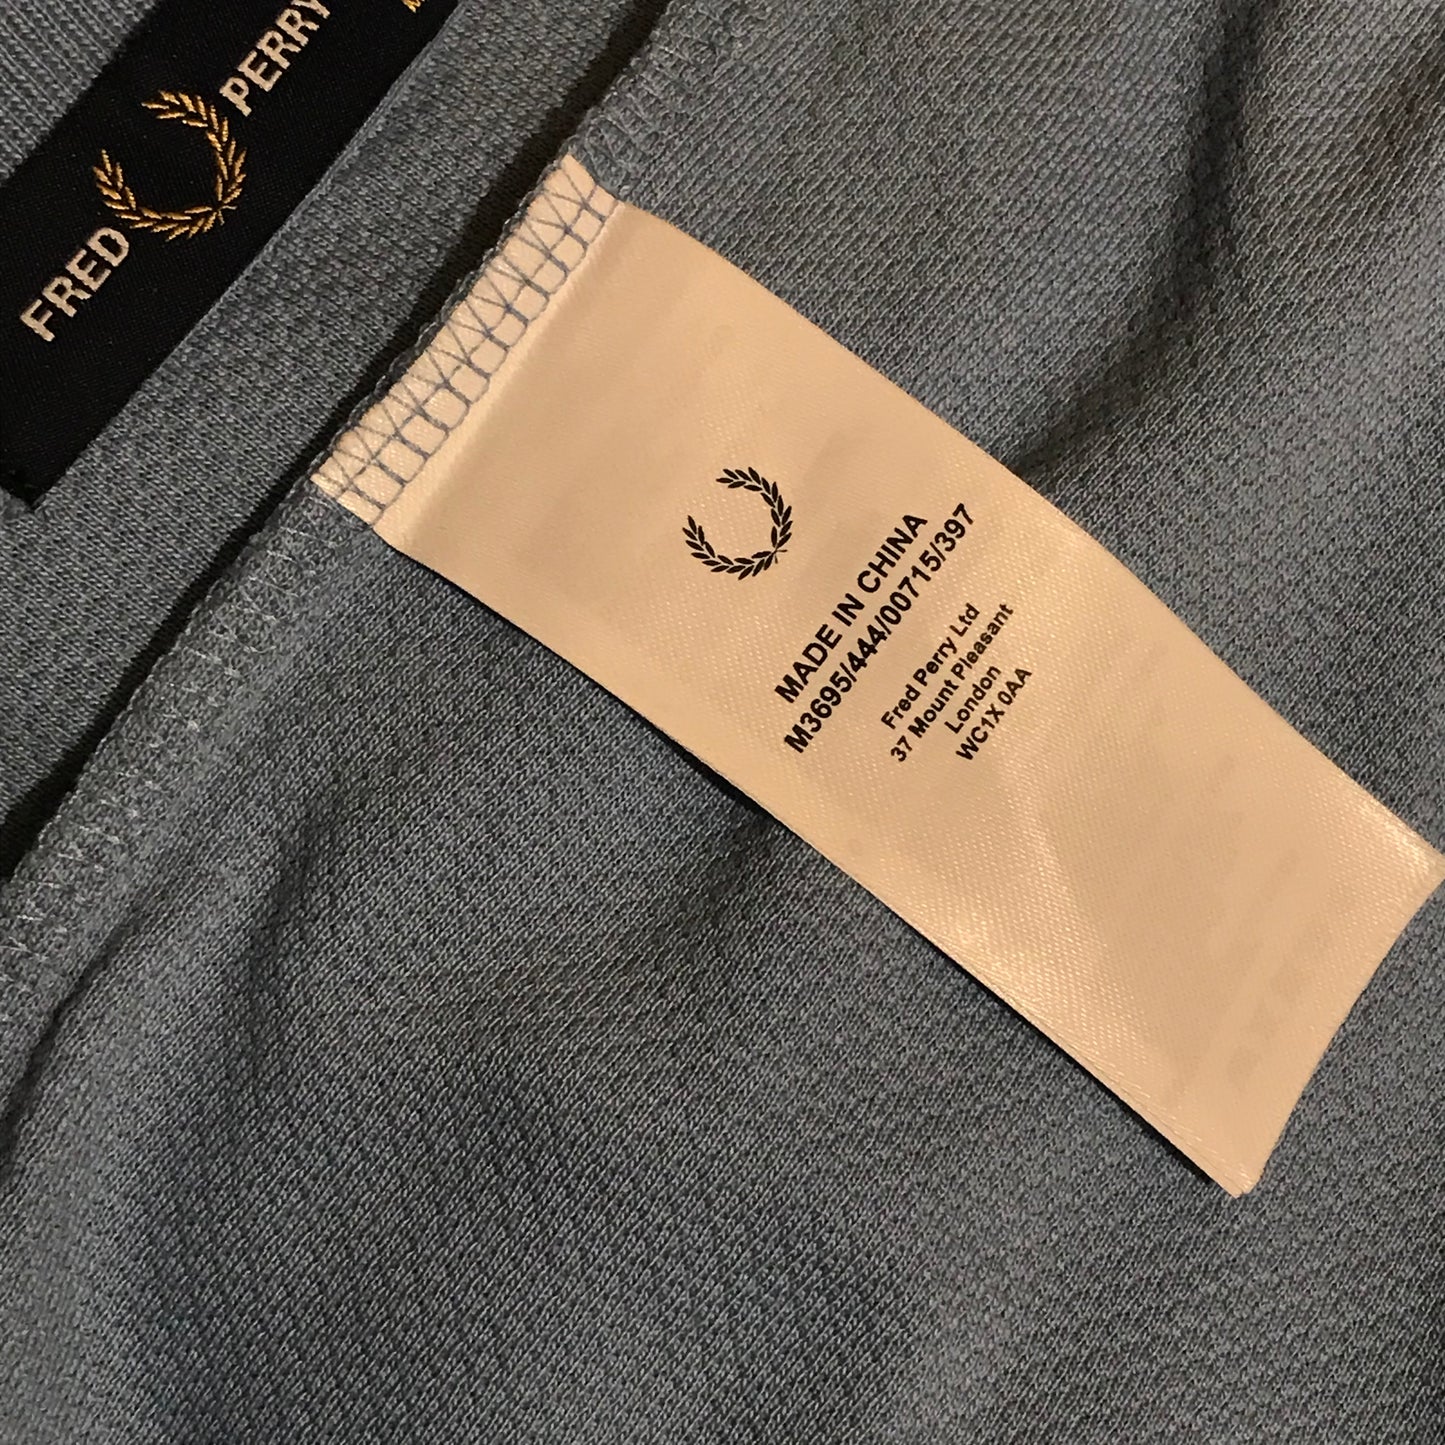 FRED PERRY
MADE IN CHINA
M3695/444/00715/397
Fred Perry Ltd
37 Mount Pleasant
London
WC1X 0AA